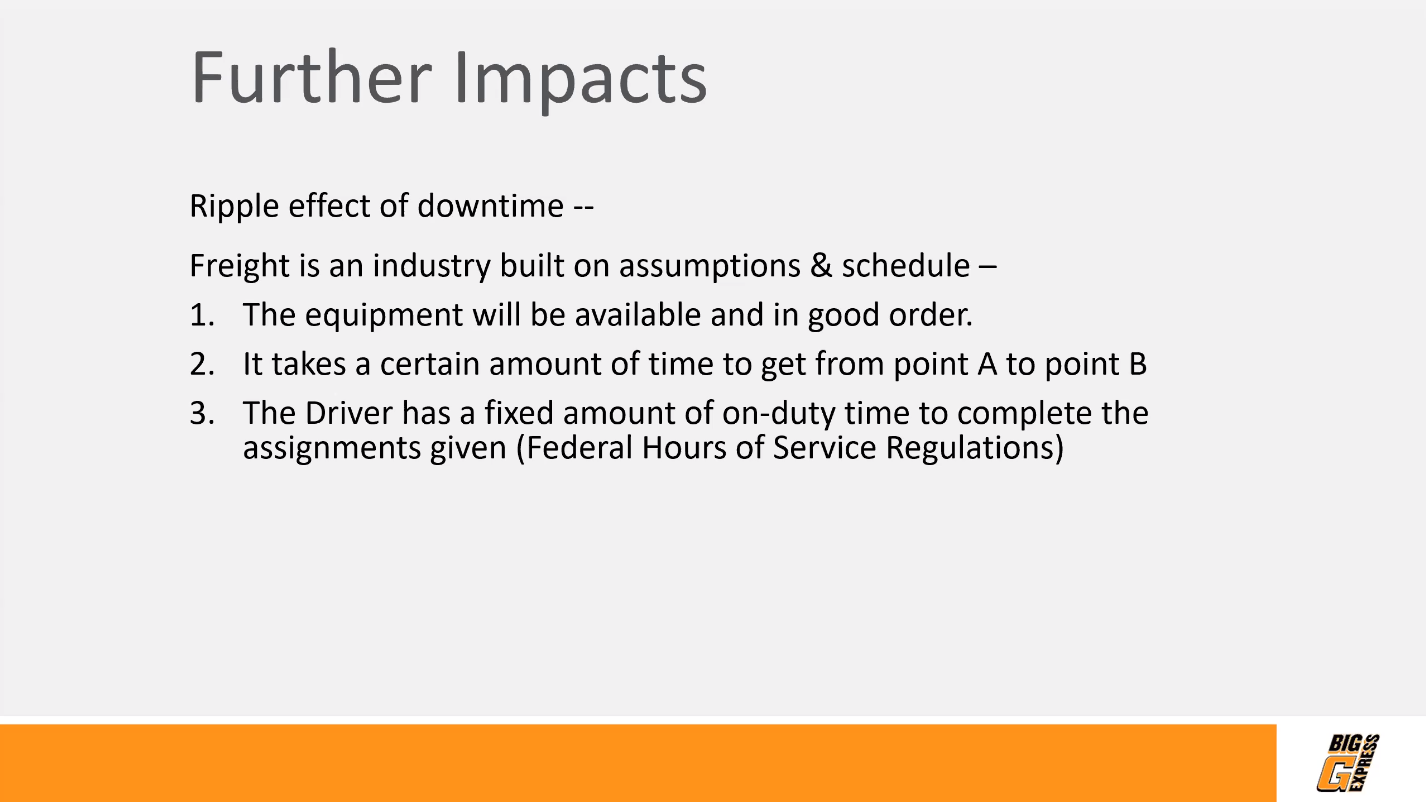 Further Impacts
Ripple effect of downtime --
Freight is an industry built on assumptions & schedule –
1. The equipment will be available and in good order.
2. It takes a certain amount of time to get from point A to point B
3. The Driver has a fixed amount of on-duty time to complete the
assignments given (Federal Hours of Service Regulations)
BIG
G
EXPRESS